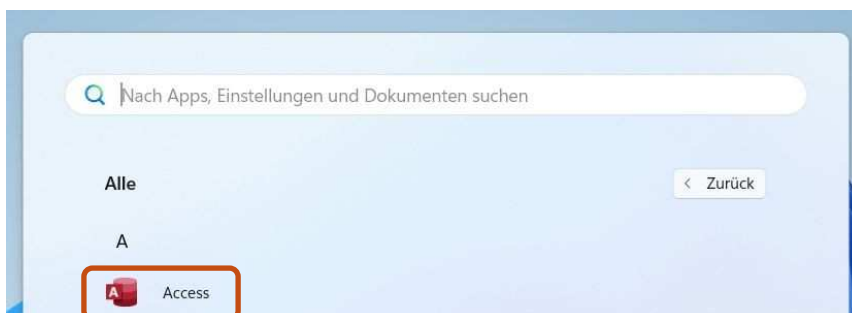 Nach Apps, Einstellungen und Dokumenten suchen
Alle
< Zurück
A
A Access